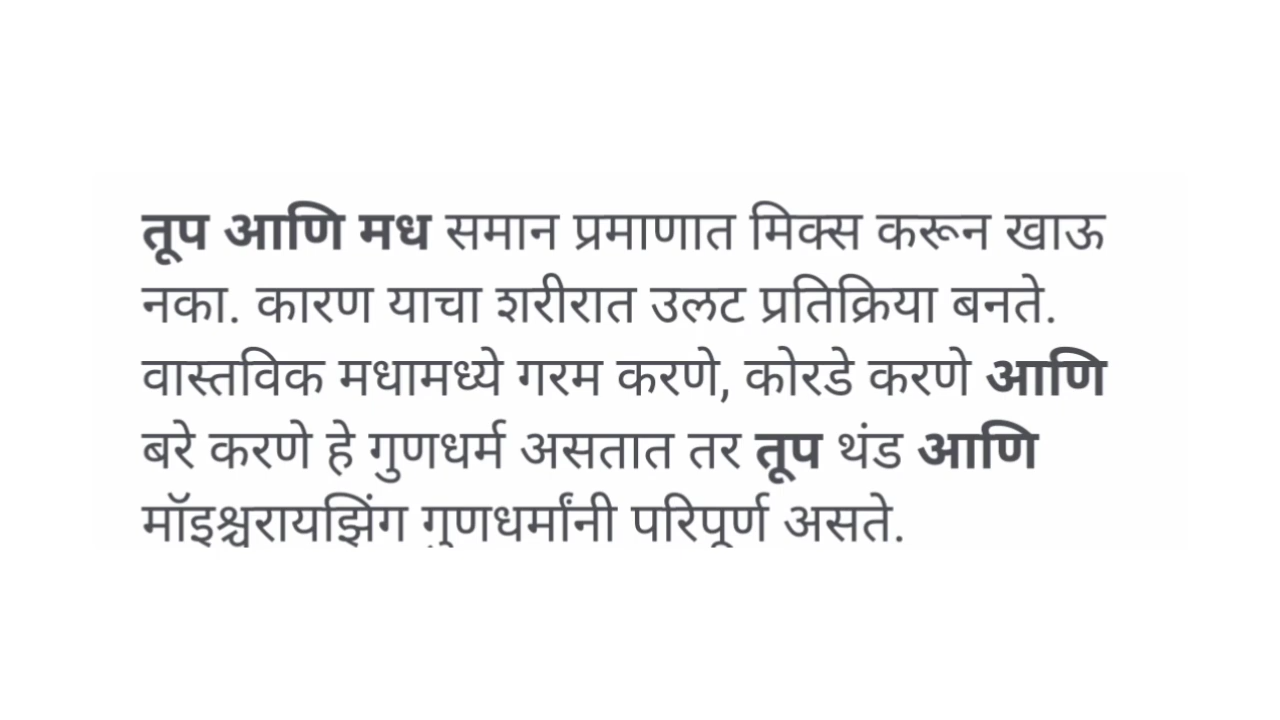 तूप आणि मध समान प्रमाणात मिक्स करून खाऊ
नका. कारण याचा शरीरात उलट प्रतिक्रिया बनते.
वास्तविक मधामध्ये गरम करणे, कोरडे करणे आणि
बरे करणे हे गुणधर्म असतात तर तूप थंड आणि
मॉइश्चरायझिंग गुणधर्मांनी परिपूर्ण असते.